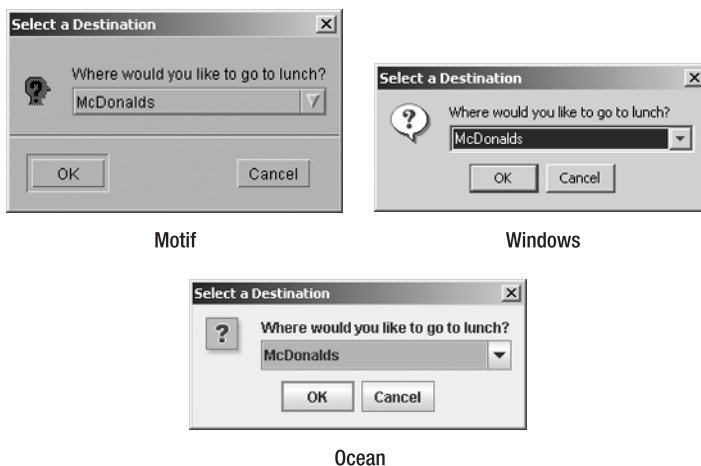 Select a Destination
Where would you like to go to lunch?
McDonalds
OK Cancel
Motif
Select a Destination
Where would you like to go to lunch?
McDonalds
OK Cancel
Windows
Select a Destination
Where would you like to go to lunch?
McDonalds
OK Cancel
Ocean